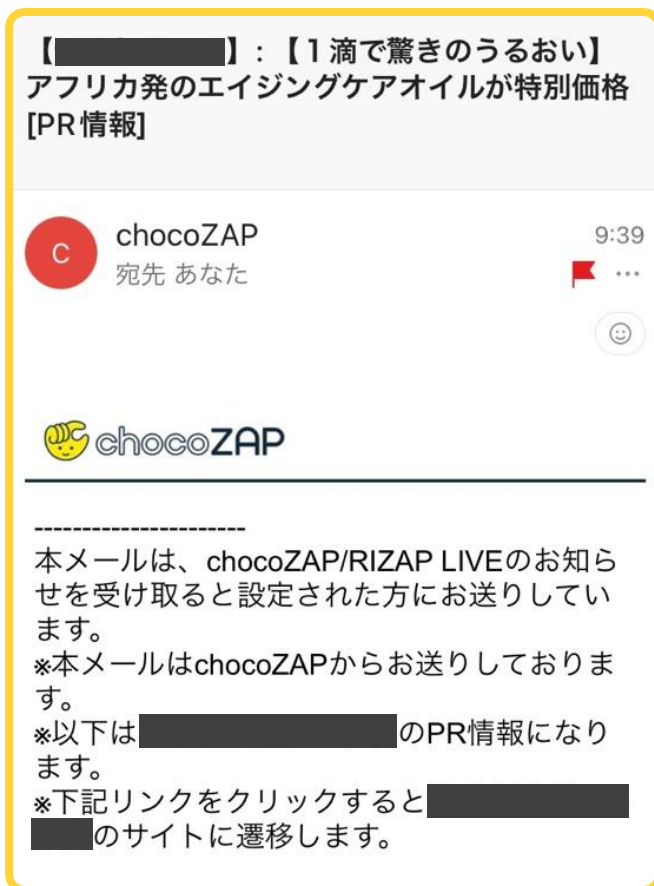 【】:【1滴で驚きのうるおい】
アフリカ発のエイジングケアオイルが特別価格
[PR情報]
C
chocoZAP
9:39
宛先 あなた
chocoZAP
----------------------
本メールは、chocoZAP/RIZAP LIVEのお知ら
せを受け取ると設定された方にお送りしてい
ます。
※本メールはchocoZAPからお送りしておりま
す。
※以下はのPR情報になり
ます。
※下記リンクをクリックすると
のサイトに遷移します。